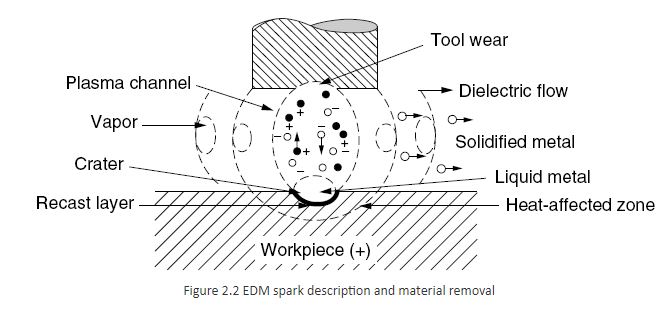 Tool wear
Plasma channel
Dielectric flow
Vapor
Solidified metal
Crater
Liquid metal
Recast layer
Heat-affected zone
Workpiece (+)
Figure 2.2 EDM spark description and material removal